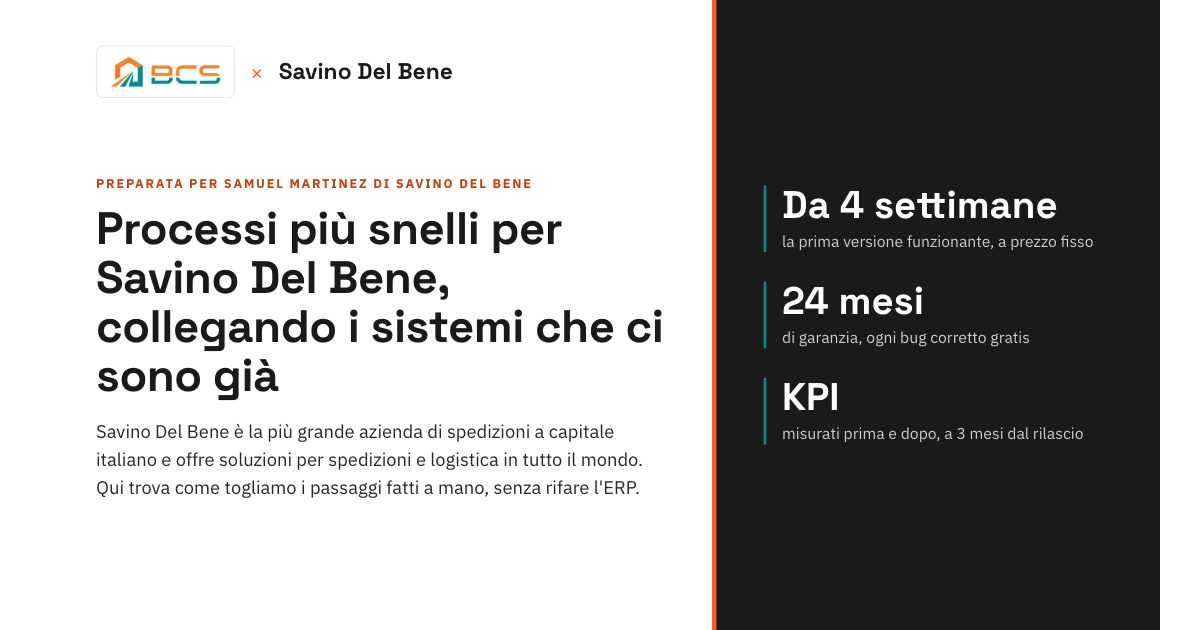 BCS × Savino Del Bene
PREPARATA PER SAMUEL MARTINEZ DI SAVINO DEL BENE
Processi più snelli per
Savino Del Bene,
collegando i sistemi che ci
sono già
Savino Del Bene è la più grande azienda di spedizioni a capitale
italiano e offre soluzioni per spedizioni e logistica in tutto il mondo.
Qui trova come togliamo i passaggi fatti a mano, senza rifare l'ERP.
Da 4 settimane
la prima versione funzionante, a prezzo fisso
24 mesi
di garanzia, ogni bug corretto gratis
KPI
misurati prima e dopo, a 3 mesi dal rilascio